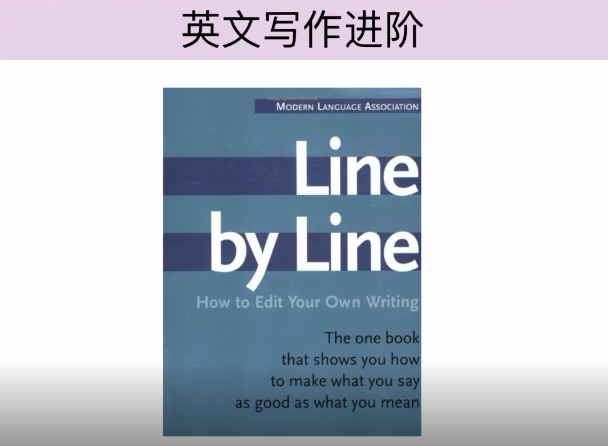 英文写作进阶
MODERN LANGUAGE ASSOCIATION
Line
by Line
How to Edit Your Own Writing
The one book
that shows you how
to make what you say
as good as what you mean